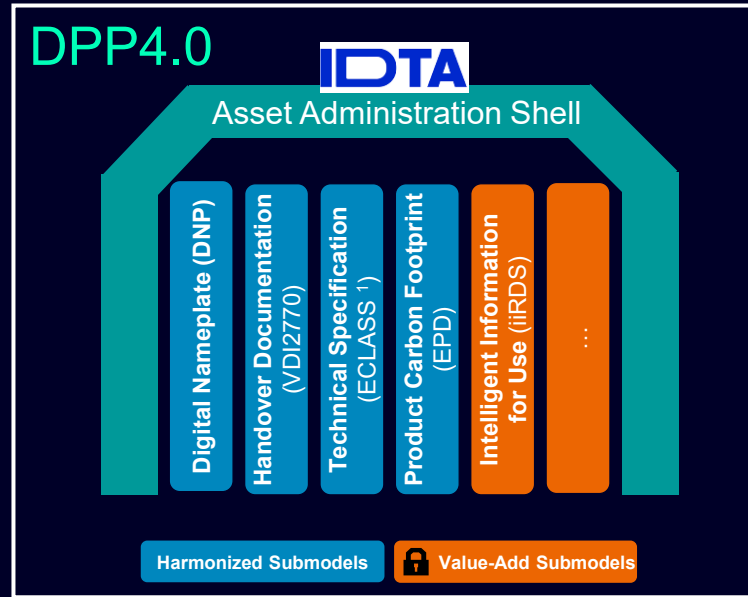 DPP4.0
IDTA
Asset Administration Shell
Digital Nameplate (DNP)
Handover Documentation
(VDI2770)
Technical Specification
(ECLASS ¹)
Product Carbon Footprint
(EPD)
Intelligent Information
for Use (iiRDS)
...
Harmonized Submodels
Value-Add Submodels